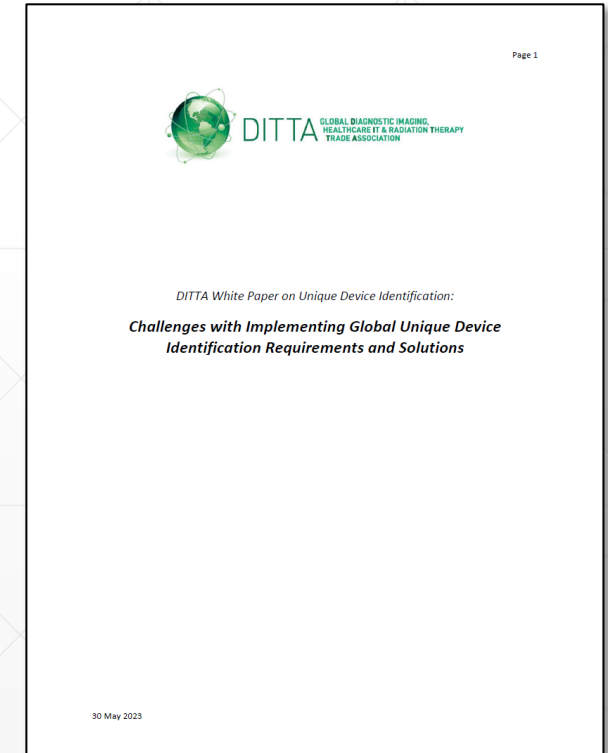 Page 1
DITTA GLOBAL DIAGNOSTIC IMAGING,
HEALTHCARE IT & RADIATION THERAPY
TRADE ASSOCIATION
DITTA White Paper on Unique Device Identification:
Challenges with Implementing Global Unique Device
Identification Requirements and Solutions
30 May 2023